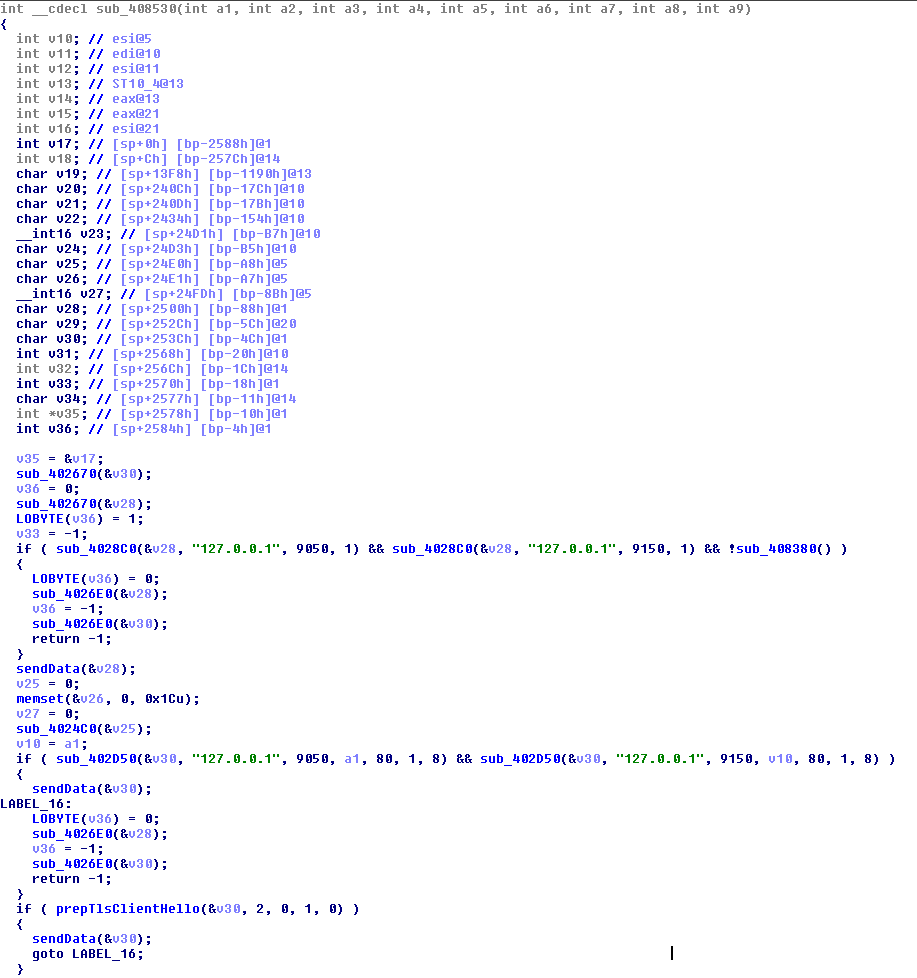 int __cdecl sub_408530(int a1, int a2, int a3, int a4, int a5, int a6, int a7, int a8, int a9)
{
int v10; // esi@5
int v11; // edi@10
int v12; // esi@11
int v13; // ST10_4@13
int v14; // eax@13
int v15; // eax@21
int v16; // esi@21
int v17; // [sp+0h] [bp-2588h]@1
int v18; // [sp+Ch] [bp-257Ch]@14
char v19; // [sp+13F8h] [bp-1190h]@13
char v20; // [sp+240Ch] [bp-17Ch]@10
char v21; // [sp+240Dh] [bp-17Bh]@10
char v22; // [sp+2434h] [bp-154h]@10
__int16 v23; // [sp+24D1h] [bp-B7h]@10
char v24; // [sp+24D3h] [bp-B5h]@10
char v25; // [sp+24E0h] [bp-A8h]@5
char v26; // [sp+24E1h] [bp-A7h]@5
__int16 v27; // [sp+24FDh] [bp-8Bh]@5
char v28; // [sp+2500h] [bp-88h]@1
char v29; // [sp+252Ch] [bp-5Ch]@20
char v30; // [sp+253Ch] [bp-4Ch]@1
int v31; // [sp+2568h] [bp-20h]@10
int v32; // [sp+256Ch] [bp-1Ch]@14
int v33; // [sp+2570h] [bp-18h]@1
char v34; // [sp+2577h] [bp-11h]@14
int *v35; // [sp+2578h] [bp-10h]@1
int v36; // [sp+2584h] [bp-4h]@1
v35 = &v17;
sub_402670(&v30);
v36 = 0;
sub_402670(&v28);
LOBYTE(v36) = 1;
v33 = -1;
if ( sub_4028C0(&v28, "127.0.0.1", 9050, 1) && sub_4028C0(&v28, "127.0.0.1", 9150, 1) && !sub_408380() )
{
LOBYTE(v36) = 0;
sub_4026E0(&v28);
v36 = -1;
sub_4026E0(&v30);
return -1;
}
sendData(&v28);
v25 = 0;
memset(&v26, 0, 0x1Cu);
v27 = 0;
sub_4024C0(&v25);
v10 = a1;
if ( sub_402D50(&v30, "127.0.0.1", 9050, a1, 80, 1, 8) && sub_402D50(&v30, "127.0.0.1", 9150, v10, 80, 1, 8) )
{
sendData(&v30);
LABEL_16:
LOBYTE(v36) = 0;
sub_4026E0(&v28);
v36 = -1;
sub_4026E0(&v30);
return -1;
}
if ( prepTlsClientHello(&v30, 2, 0, 1, 0) )
{
sendData(&v30);
goto LABEL_16;
}